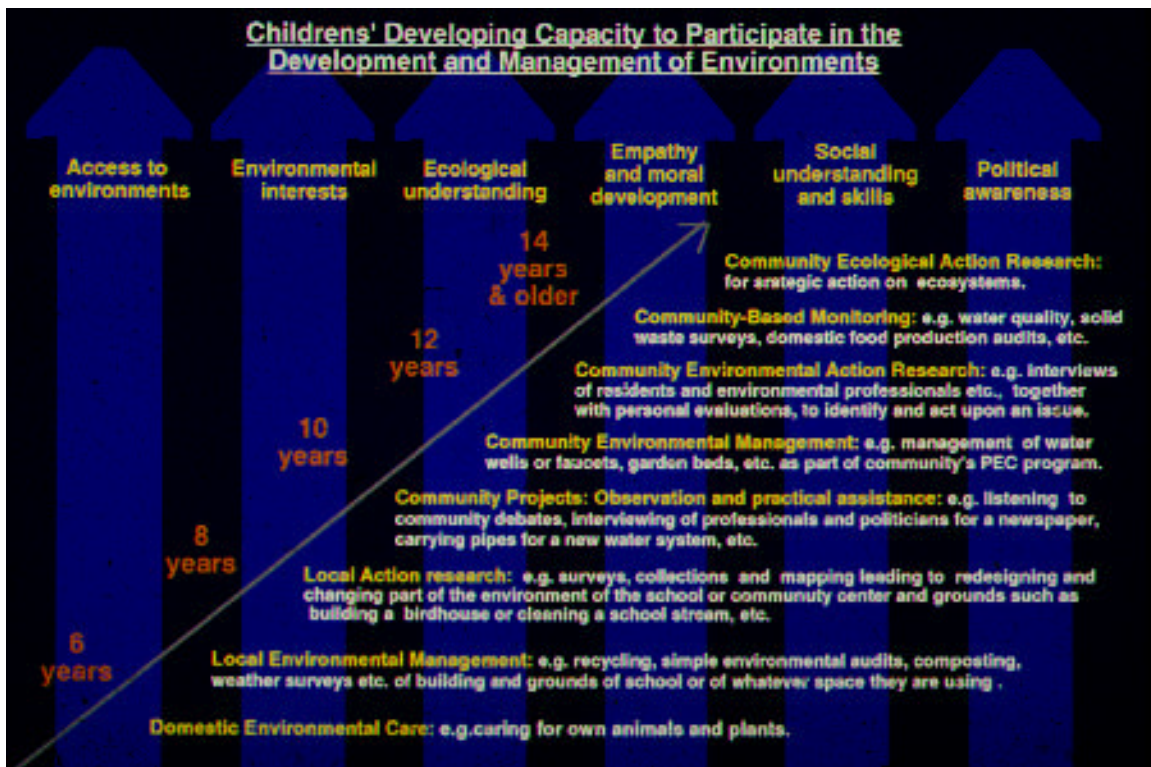 Childrens' Developing Capacity to Participate in the
Development and Management of Environments
Access to
environments
Environmental
interests
Ecological
understanding
Empathy
and moral
development
Social
understanding
and skills
Political
awareness
14
years
& older
Community Ecological Action Research:
for srategic action on ecosystems.
12
years
Community-Based Monitoring: e.g. water quality, solid
waste surveys, domestic food production audits, etc.
Community Environmental Action Research: e.g. interviews
of residents and environmental professionals etc., together
with personal evaluations, to identify and act upon an issue.
10
years
Community Environmental Management: e.g. management of water
wells or faucets, garden beds, etc. as part of community's PEC program.
Community Projects: Observation and practical assistance: e.g. listening to
community debates, interviewing of professionals and politicians for a newspaper,
carrying pipes for a new water system, etc.
8
years
Local Action research: e.g. surveys, collections and mapping leading to redesigning and
changing part of the environment of the school or communuty center and grounds such as
building a birdhouse or cleaning a school stream, etc.
6
years
Local Environmental Management: e.g. recycling, simple environmental audits, composting,
weather surveys etc. of building and grounds of school or of whatever space they are using .
Domestic Environmental Care: e.g.caring for own animals and plants.